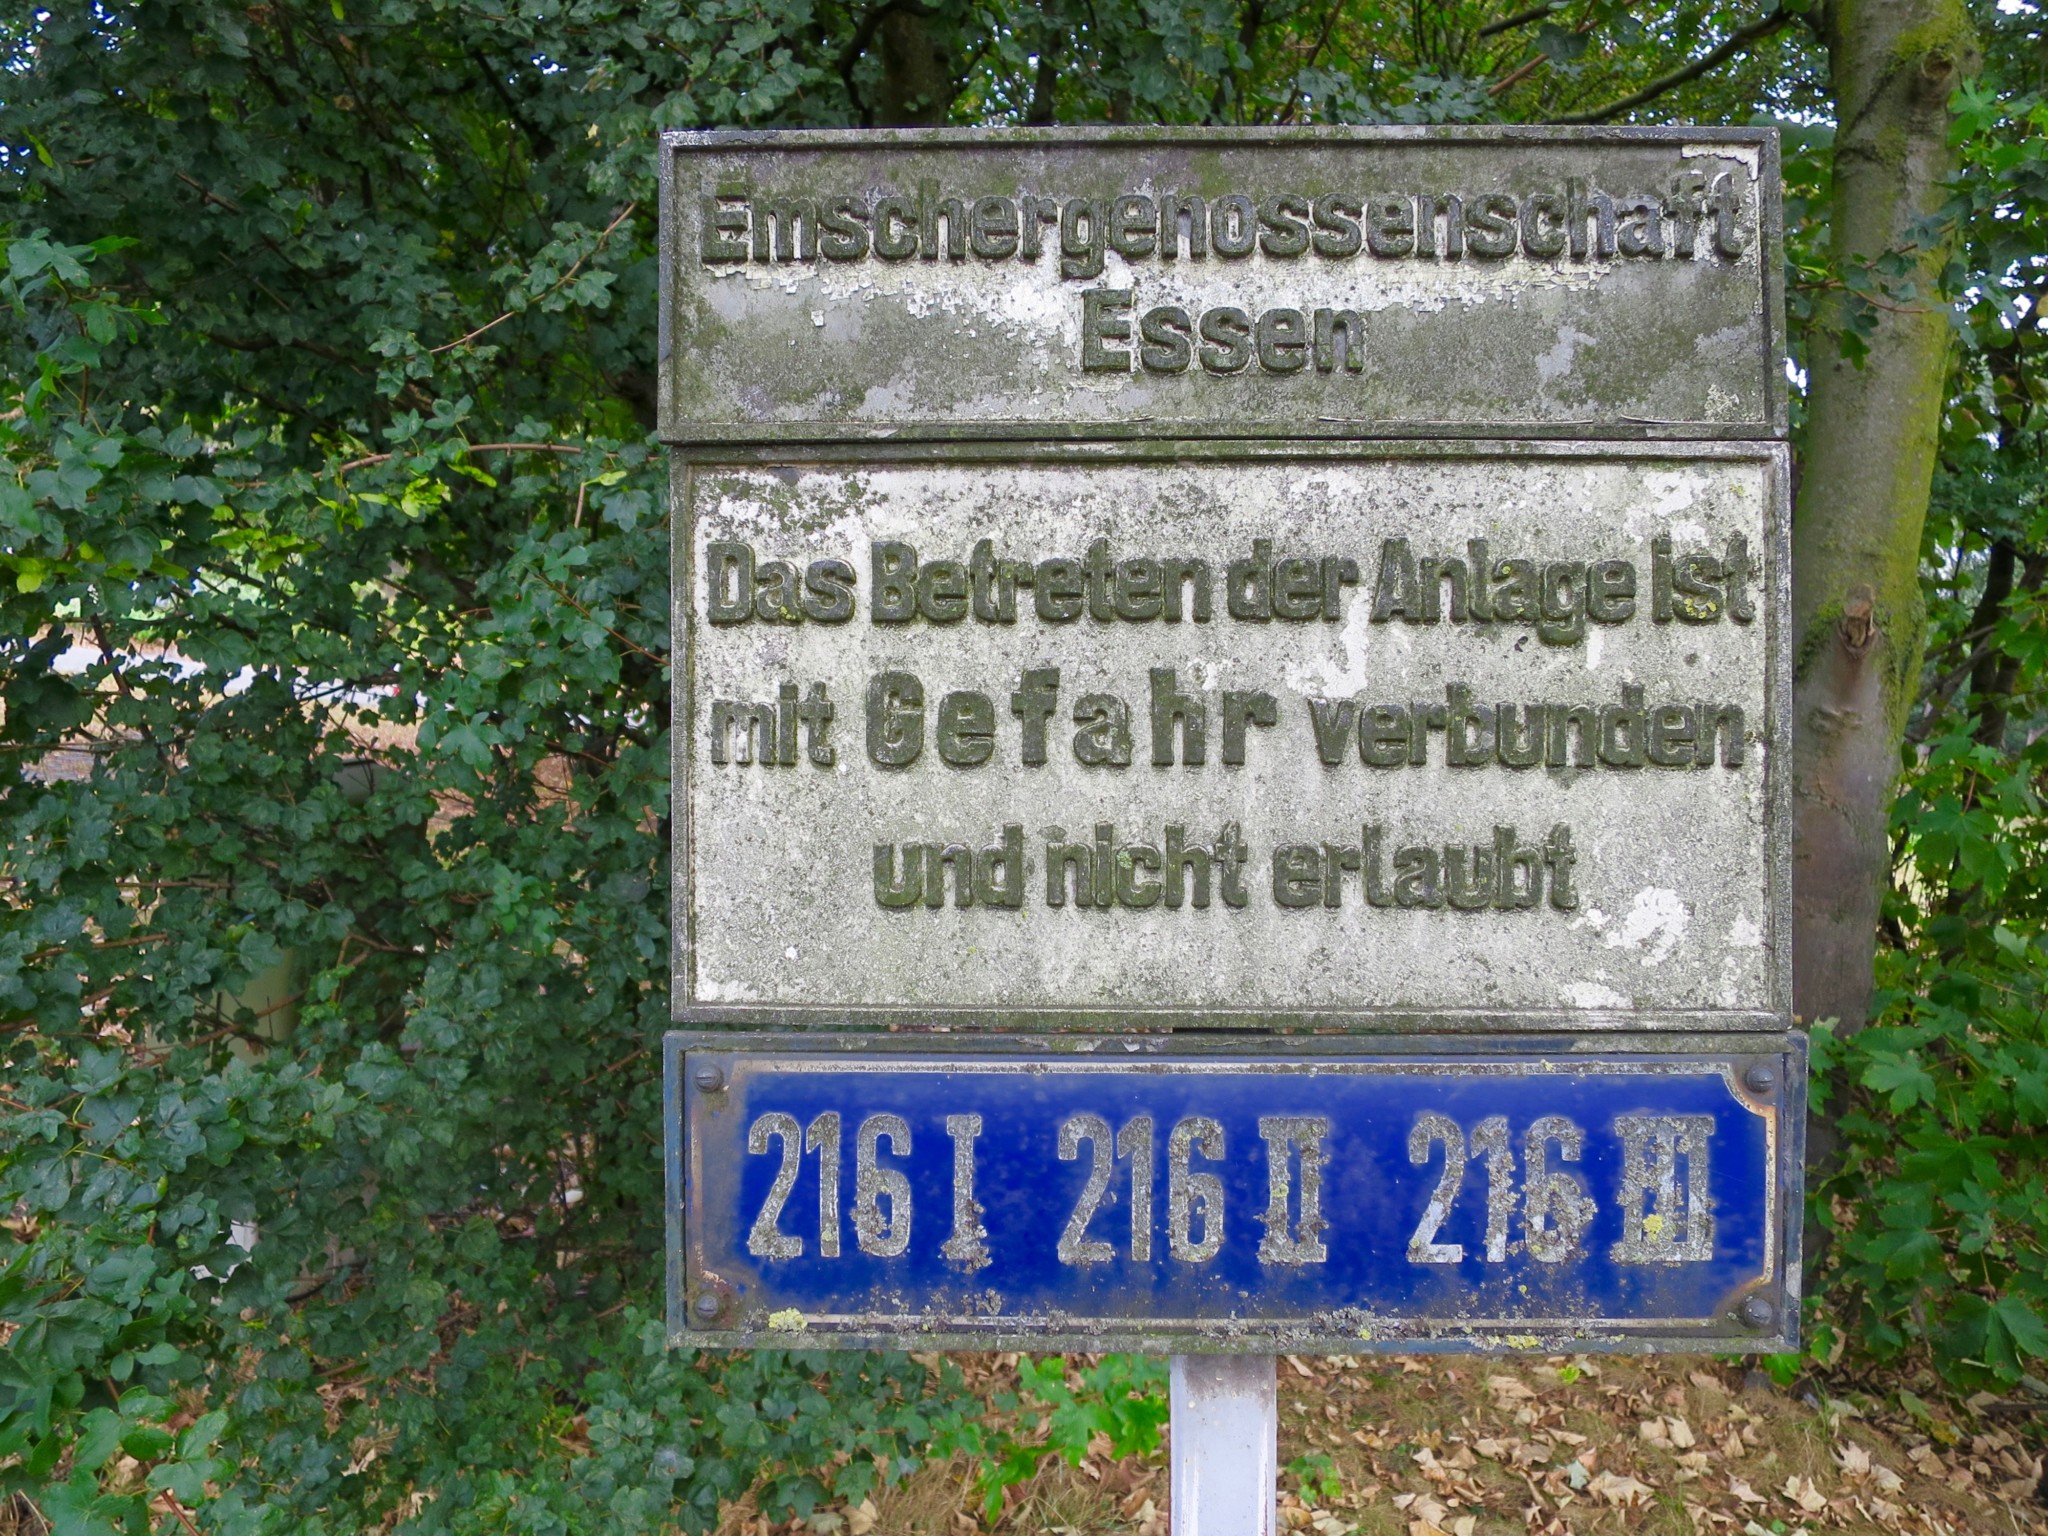 Emschergenossenschaft
Essen
Das Betreten der Anlage ist
mit Gefahr verbunden
und nicht erlaubt
216 I 216 II 216 III